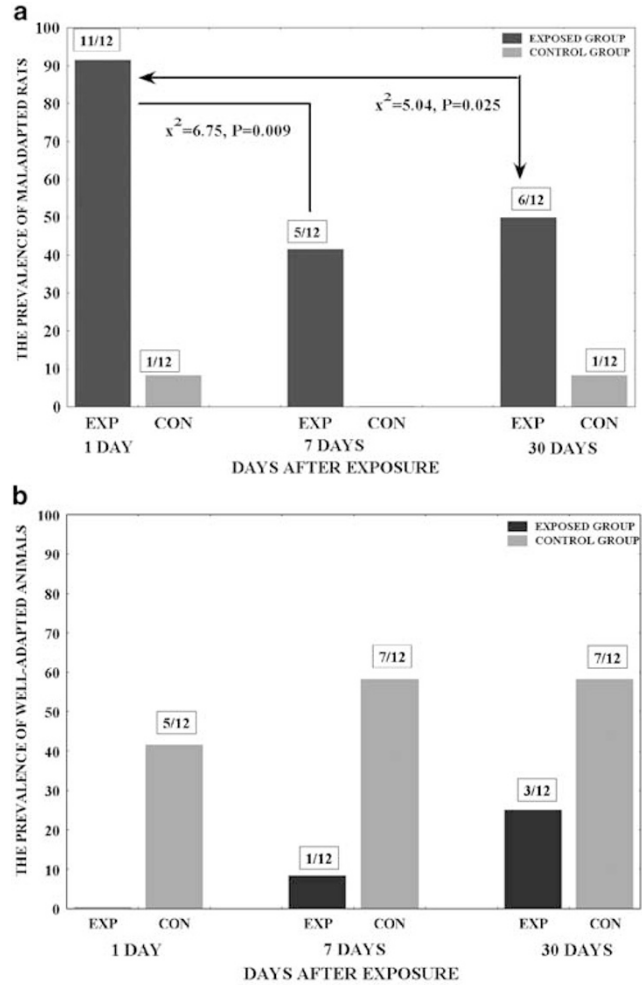 a
THE PREVALENCE OF MALADAPTED RATS
100
90
80
70
60
50
40
30
20
10
0
11/12
EXPOSED GROUP
CONTROL GROUP
x²=5.04, P=0.025
x²=6.75, P=0.009
6/12
5/12
1/12
1/12
EXP CON EXP CON EXP CON
1 DAY 7 DAYS 30 DAYS
DAYS AFTER EXPOSURE
b
THE PREVALENCE OF WELL-ADAPTED ANIMALS
100
90
80
70
60
50
40
30
20
10
0
EXPOSED GROUP
CONTROL GROUP
7/12 7/12
5/12
3/12
1/12
EXP CON EXP CON EXP CON
1 DAY 7 DAYS 30 DAYS
DAYS AFTER EXPOSURE